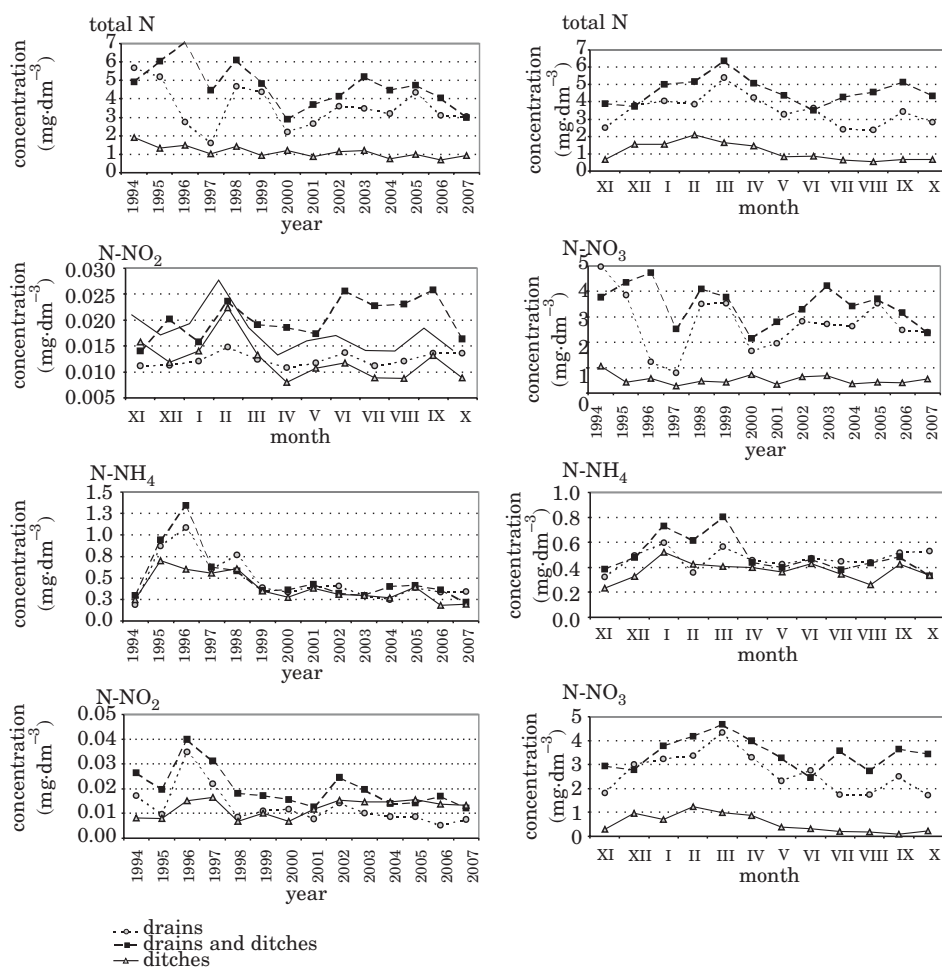 total N
concentration
(mg·dm⁻³)
7
6
5
4
3
2
1
0
1994 1995 1996 1997 1998 1999 2000 2001 2002 2003 2004 2005 2006 2007
year
total N
concentration
(mg·dm⁻³)
7
6
5
4
3
2
1
0
XI XII I II III IV V VI VII VIII IX X
month
N-NO₂
concentration
(mg·dm⁻³)
0.030
0.025
0.020
0.015
0.010
0.005
XI XII I II III IV V VI VII VIII IX X
month
N-NO₃
concentration
(mg·dm⁻³)
5
4
3
2
1
0
1994 1995 1996 1997 1998 1999 2000 2001 2002 2003 2004 2005 2006 2007
year
N-NH₄
concentration
(mg·dm⁻³)
1.5
1.3
1.0
0.8
0.5
0.3
0.0
1994 1995 1996 1997 1998 1999 2000 2001 2002 2003 2004 2005 2006 2007
year
N-NH₄
concentration
(mg·dm⁻³)
1.0
0.8
0.6
0.4
0.2
0.0
XI XII I II III IV V VI VII VIII IX X
month
N-NO₂
concentration
(mg·dm⁻³)
0.05
0.04
0.03
0.02
0.01
0.00
1994 1995 1996 1997 1998 1999 2000 2001 2002 2003 2004 2005 2006 2007
year
N-NO₃
concentration
(mg·dm⁻³)
5
4
3
2
1
0
XI XII I II III IV V VI VII VIII IX X
month
drains
drains and ditches
ditches